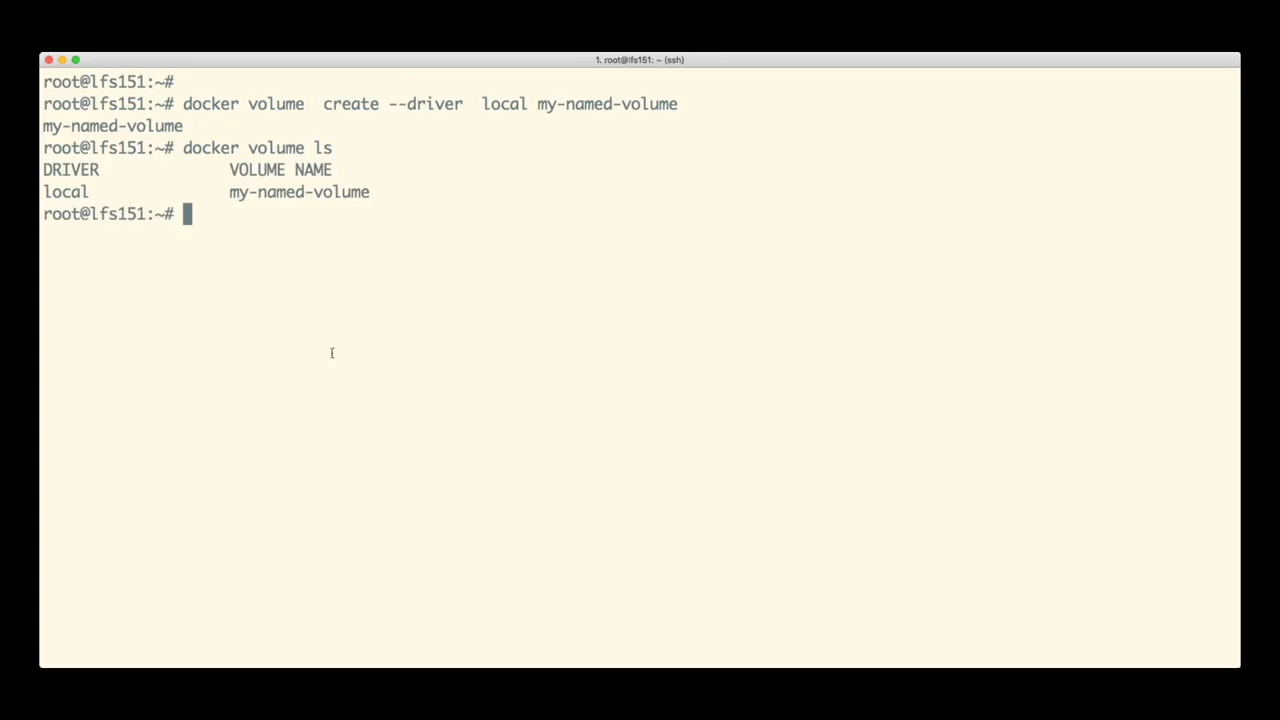 1. root@lfs151: ~ (ssh)
root@lfs151:~#
root@lfs151:~# docker volume  create --driver  local my-named-volume
my-named-volume
root@lfs151:~# docker volume ls
DRIVER              VOLUME NAME
local               my-named-volume
root@lfs151:~#